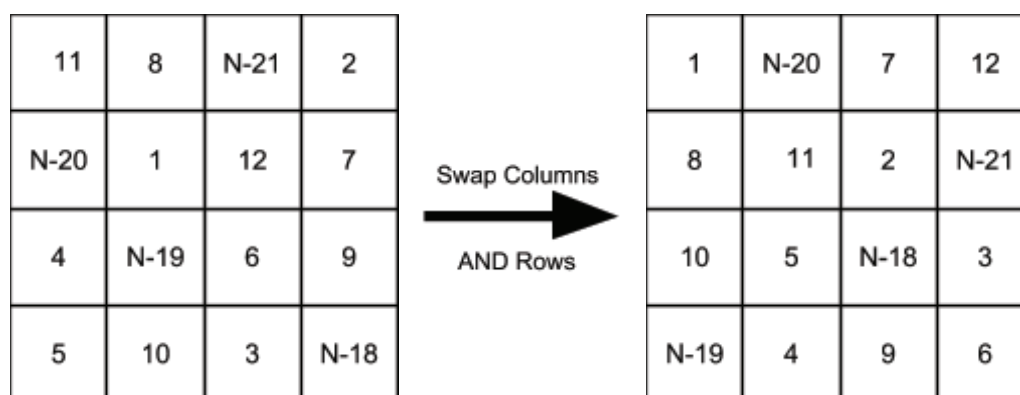 11 8 N-21 2
N-20 1 12 7
4 N-19 6 9
5 10 3 N-18
Swap Columns
AND Rows
1 N-20 7 12
8 11 2 N-21
10 5 N-18 3
N-19 4 9 6